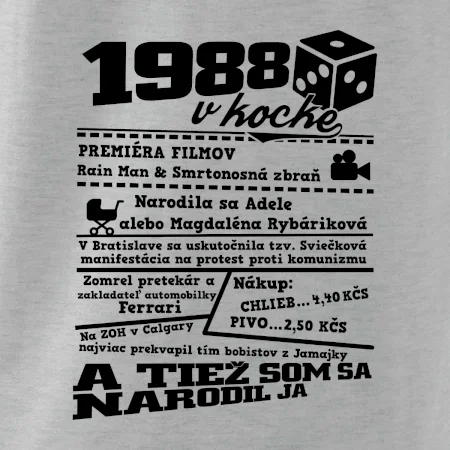 1988
v kocke
PREMIÉRA FILMOV
Rain Man & Smrtonosná zbraň
Narodila sa Adele
alebo Magdaléna Rybáriková
V Bratislave sa uskutočnila tzv. Sviečková
manifestácia na protest proti komunizmu
Zomrel pretekár a
zakladateľ automobilky
Ferrari
Nákup:
CHLIEB...4,40 KČS
PIVO...2,50 KČS
Na ZOH v Calgary
najviac prekvapil tím bobistov z Jamajky
A TIEŽ SOM SA
NARODIL JA